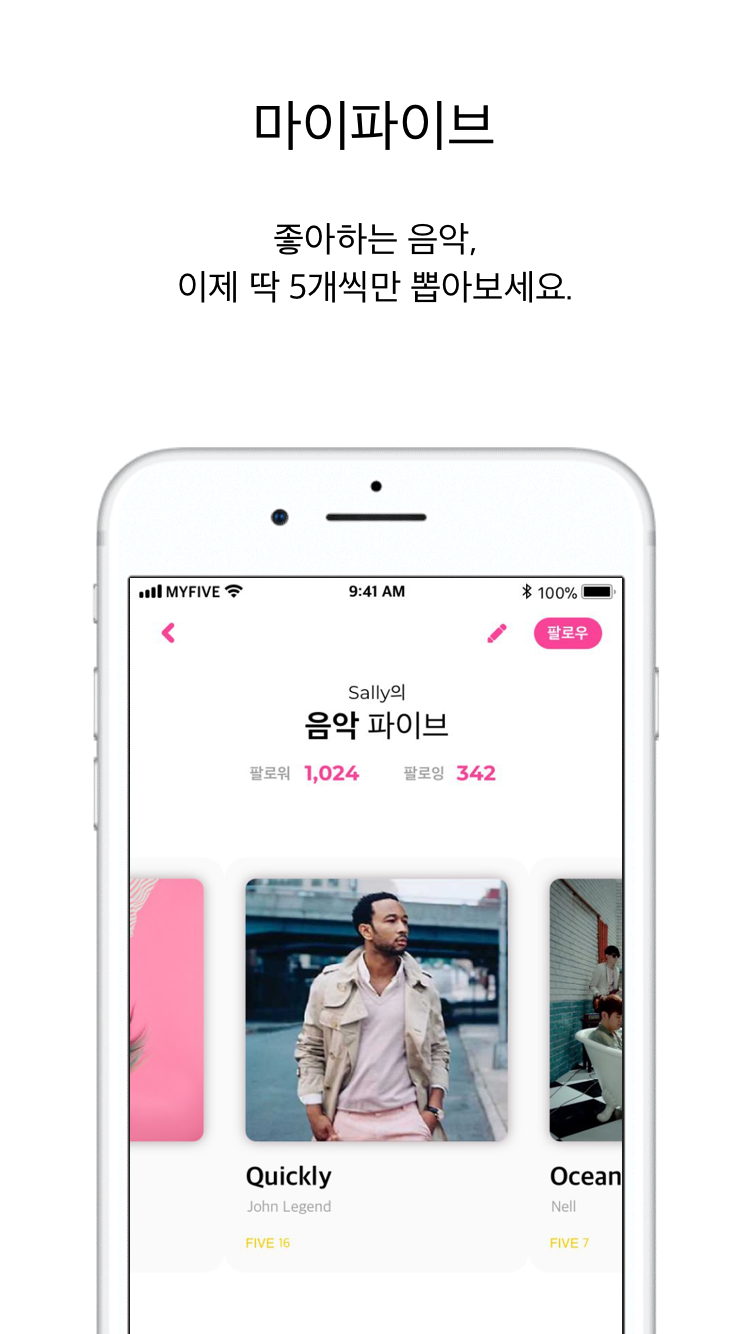 마이파이브
좋아하는 음악,
이제 딱 5개씩만 뽑아보세요.
MYFIVE 9:41 AM 100%
팔로우
Sally의
음악 파이브
팔로워 1,024 팔로잉 342
Quickly
John Legend
FIVE 16
Ocean
Nell
FIVE 7